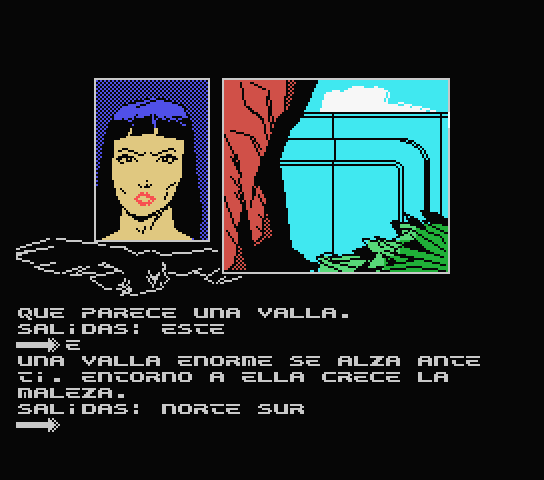 QUE PARECE UNA VALLA.
SALIDAS: ESTE
E
UNA VALLA ENORME SE ALZA ANTE
TI. ENTORNO A ELLA CRECE LA
MALEZA.
SALIDAS: NORTE SUR